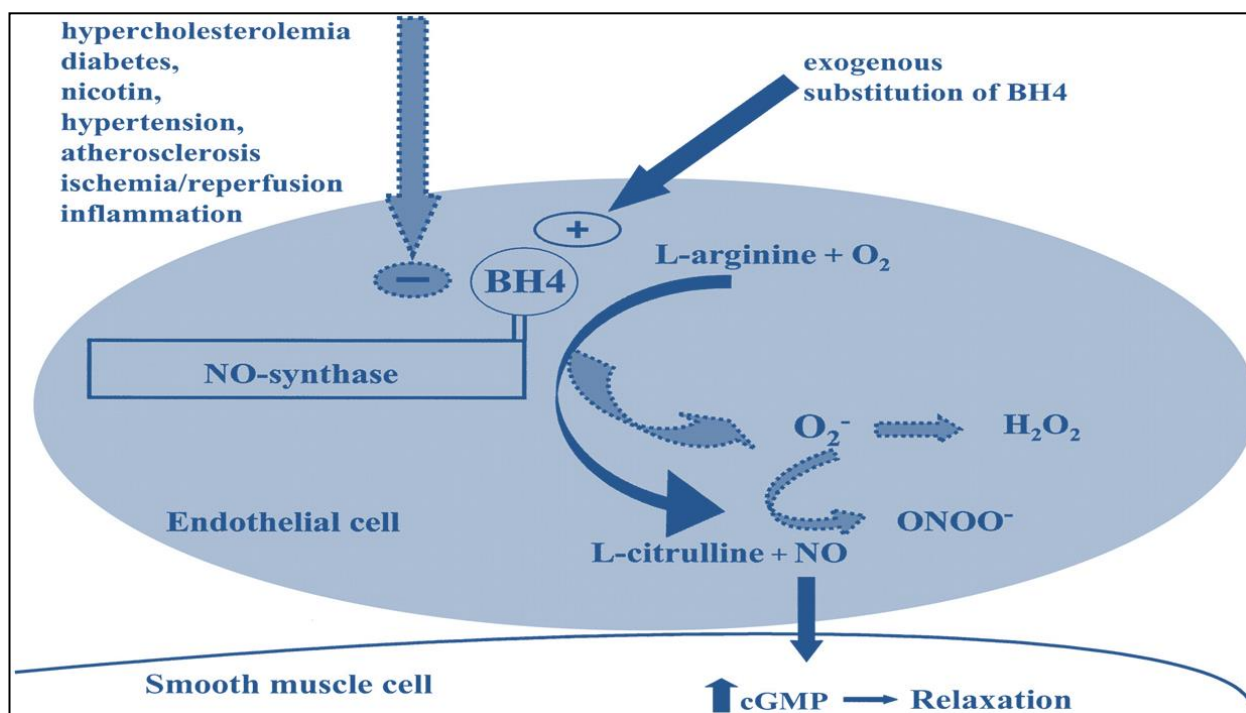 hypercholesterolemia
diabetes,
nicotin,
hypertension,
atherosclerosis
ischemia/reperfusion
inflammation
exogenous
substitution of BH4
+
L-arginine + O₂
−
BH4
NO-synthase
O₂⁻
H₂O₂
ONOO⁻
Endothelial cell
L-citrulline + NO
Smooth muscle cell
cGMP
Relaxation